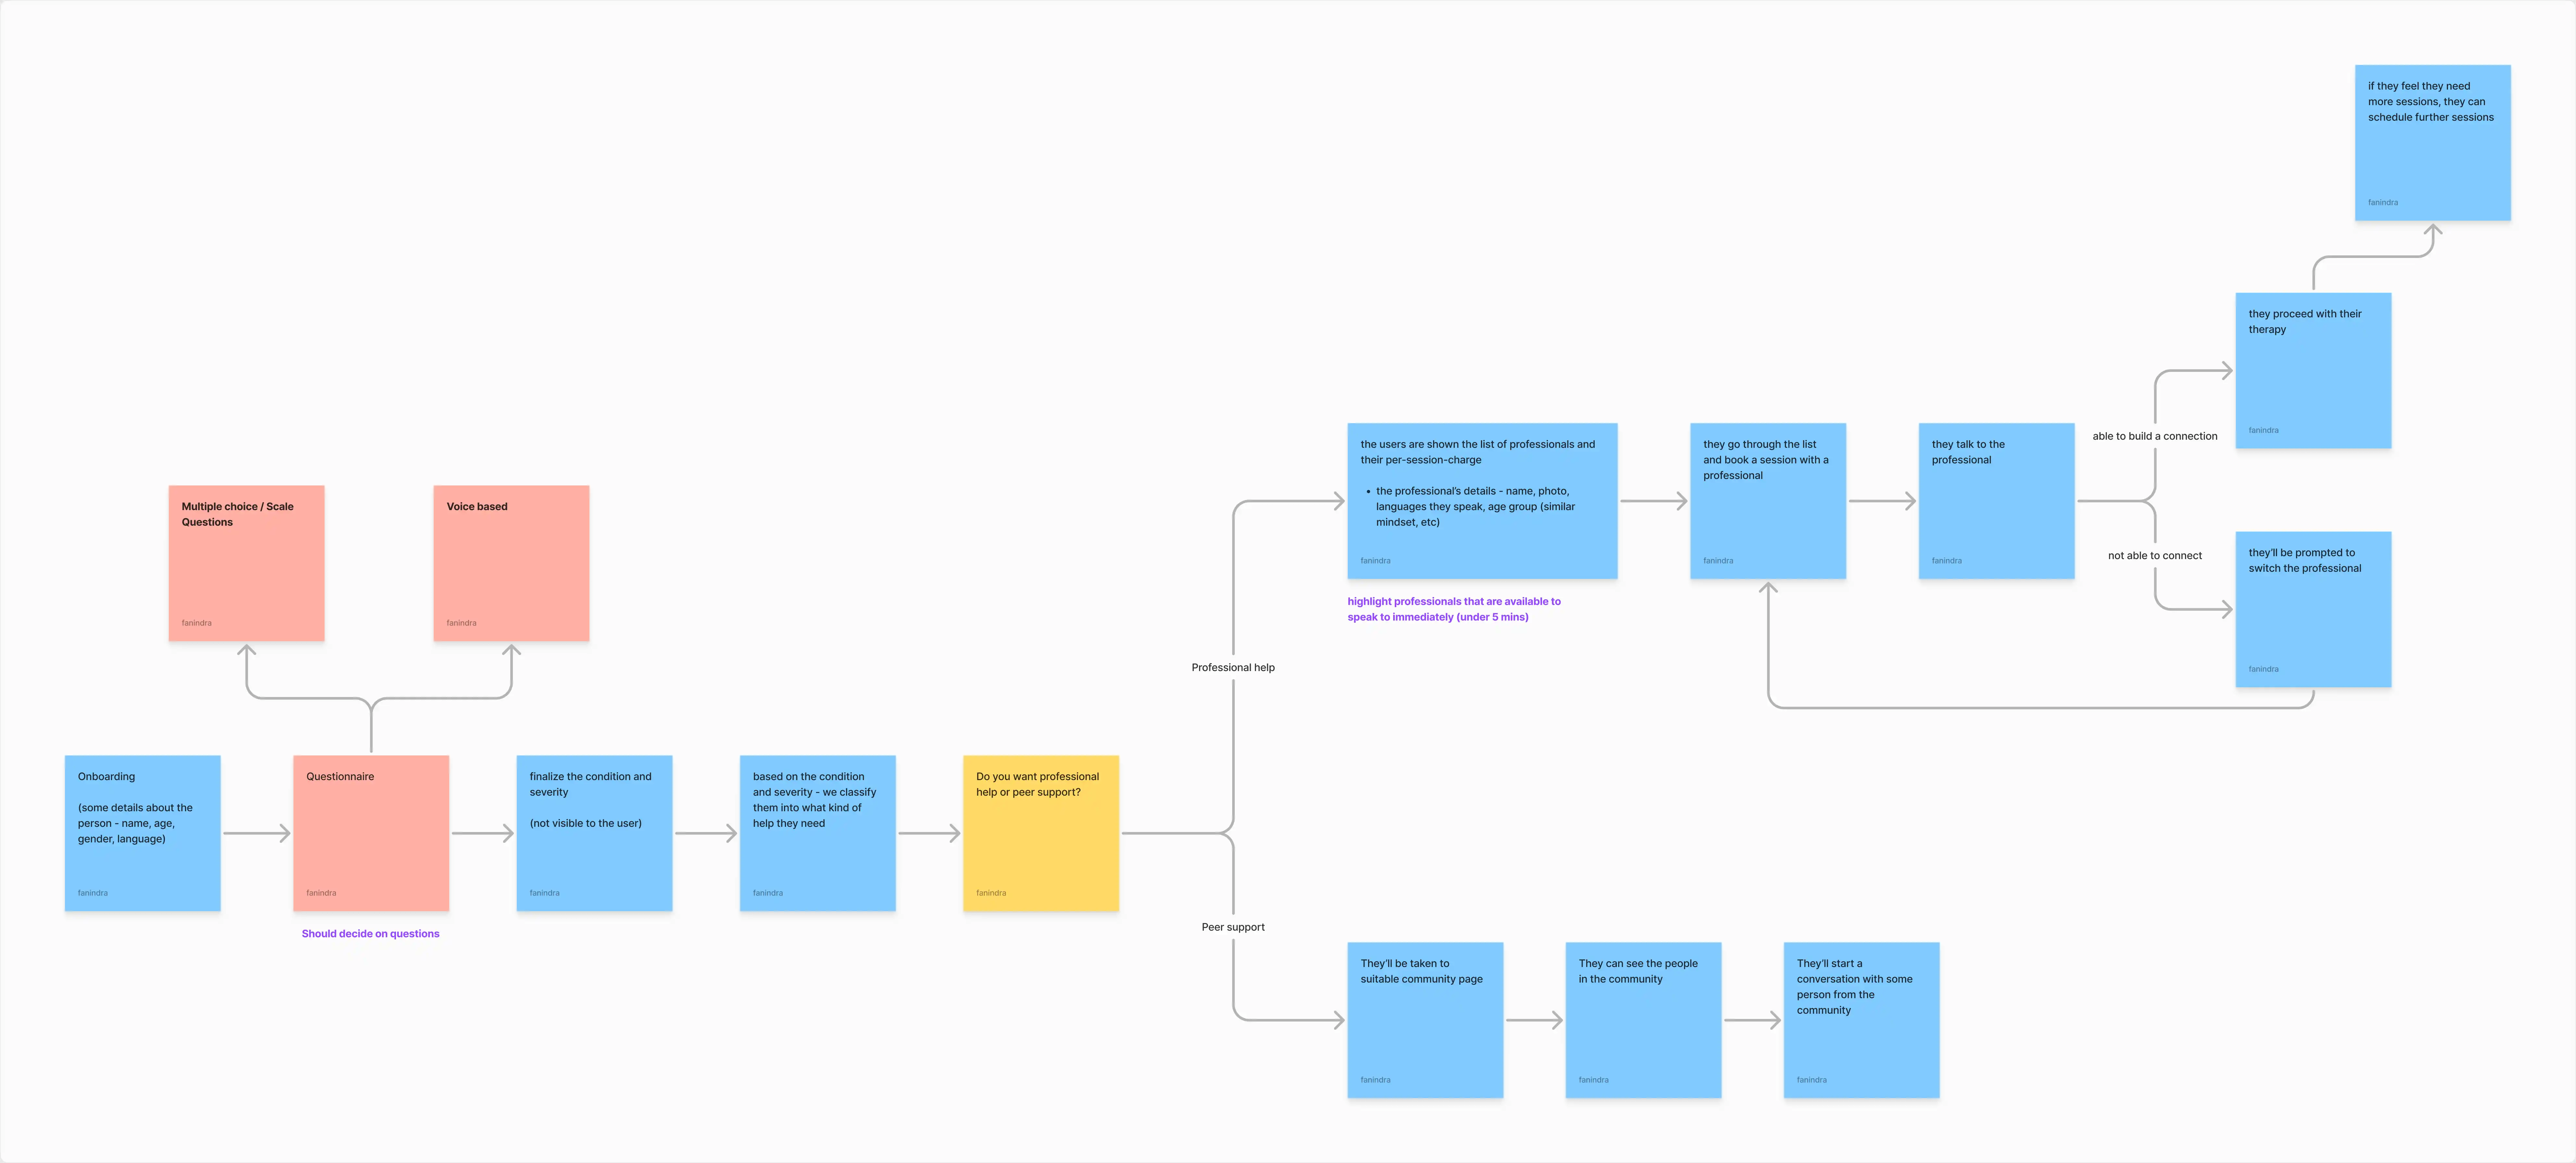 if they feel they need
more sessions, they can
schedule further sessions
fanindra
they proceed with their
therapy
fanindra
able to build a connection
the users are shown the list of professionals and
their per-session-charge
• the professional's details - name, photo,
languages they speak, age group (similar
mindset, etc)
fanindra
highlight professionals that are available to
speak to immediately (under 5 mins)
they go through the list
and book a session with a
professional
fanindra
they talk to the
professional
fanindra
not able to connect
they'll be prompted to
switch the professional
fanindra
Multiple choice / Scale
Questions
fanindra
Voice based
fanindra
Professional help
Onboarding
(some details about the
person - name, age,
gender, language)
fanindra
Questionnaire
fanindra
Should decide on questions
finalize the condition and
severity
(not visible to the user)
fanindra
based on the condition
and severity - we classify
them into what kind of
help they need
fanindra
Do you want professional
help or peer support?
fanindra
Peer support
They'll be taken to
suitable community page
fanindra
They can see the people
in the community
fanindra
They'll start a
conversation with some
person from the
community
fanindra